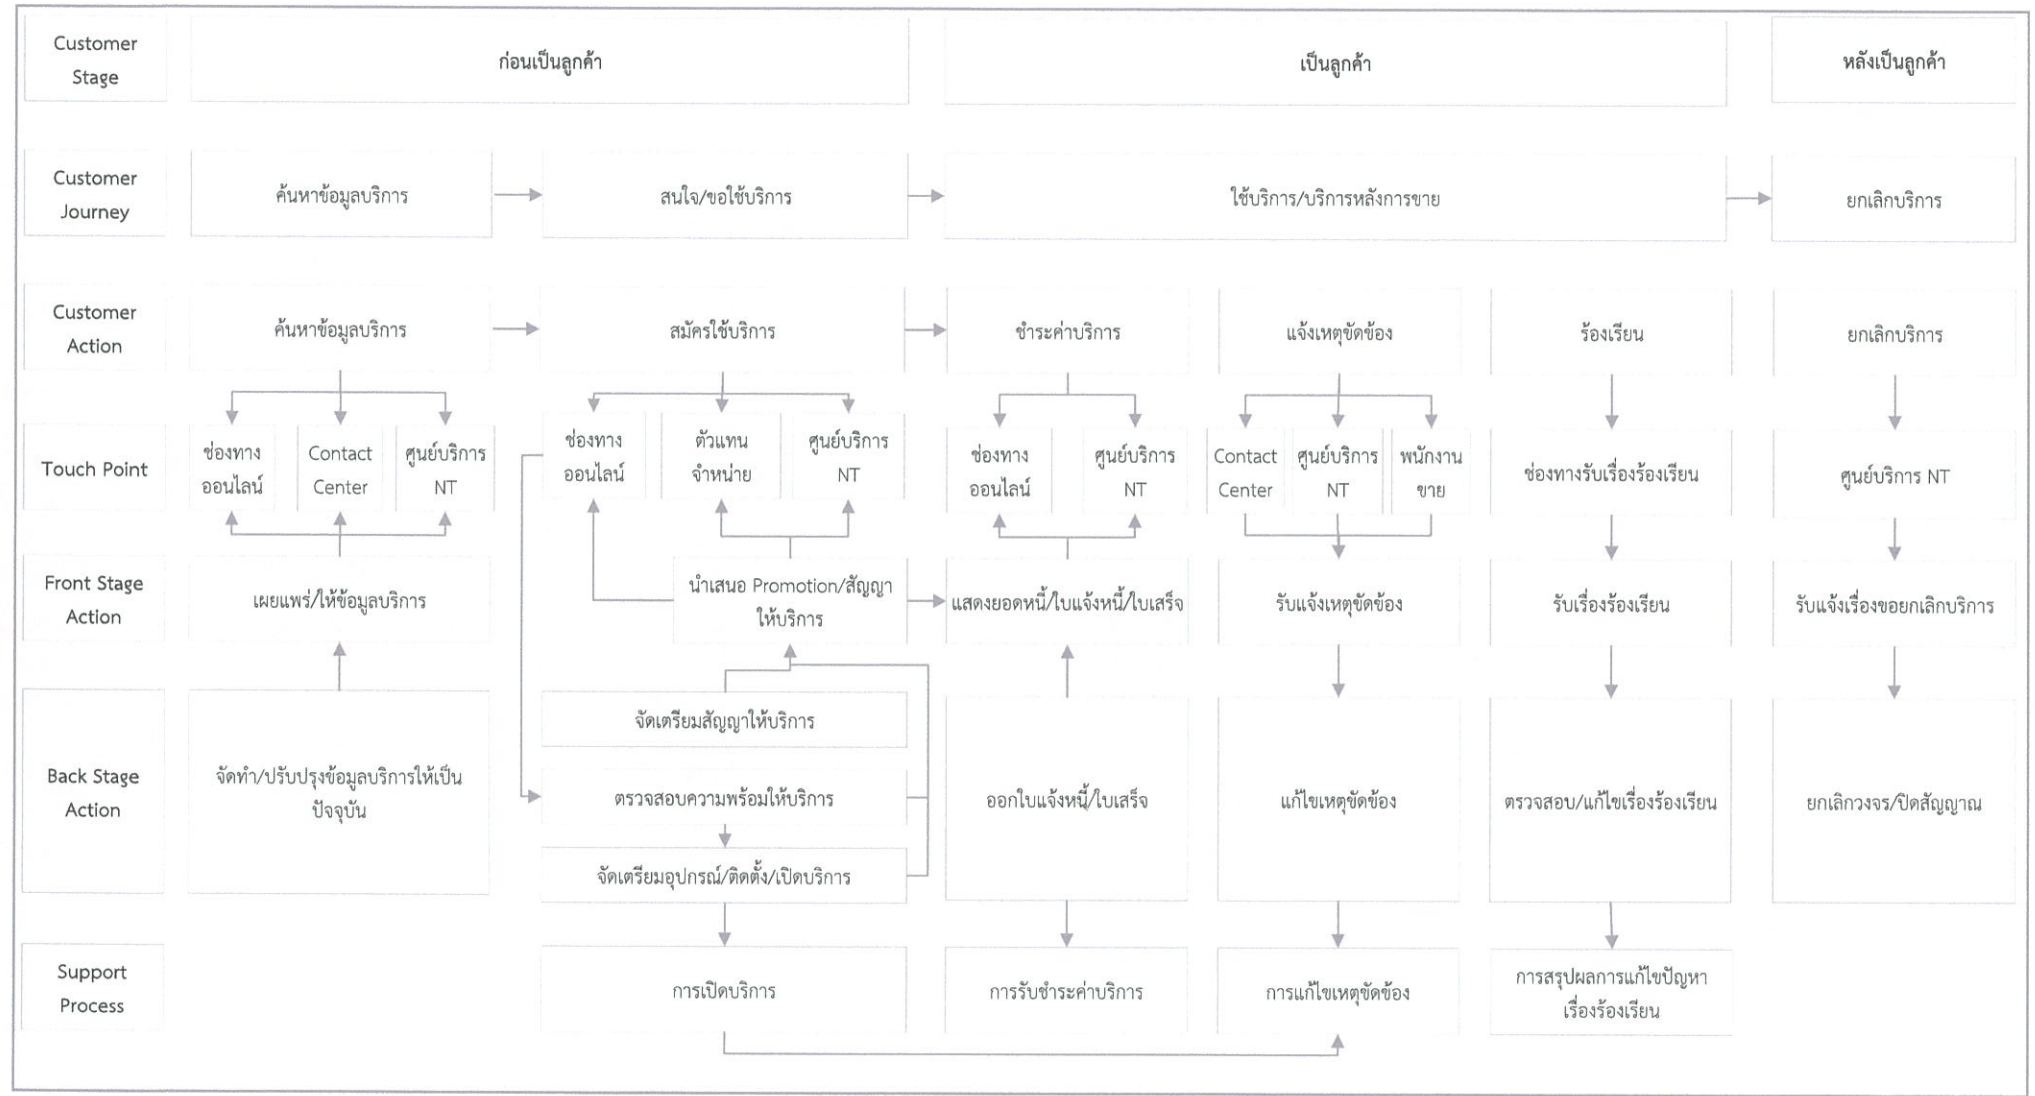 Customer
Stage
ก่อนเป็นลูกค้า
เป็นลูกค้า
หลังเป็นลูกค้า
Customer
Journey
ค้นหาข้อมูลบริการ
สนใจ/ขอใช้บริการ
ใช้บริการ/บริการหลังการขาย
ยกเลิกบริการ
Customer
Action
ค้นหาข้อมูลบริการ
สมัครใช้บริการ
ชำระค่าบริการ
แจ้งเหตุขัดข้อง
ร้องเรียน
ยกเลิกบริการ
Touch Point
ช่องทาง
ออนไลน์
Contact
Center
ศูนย์บริการ
NT
ช่องทาง
ออนไลน์
ตัวแทน
จำหน่าย
ศูนย์บริการ
NT
ช่องทาง
ออนไลน์
ศูนย์บริการ
NT
Contact
Center
ศูนย์บริการ
NT
พนักงาน
ขาย
ช่องทางรับเรื่องร้องเรียน
ศูนย์บริการ NT
Front Stage
Action
เผยแพร่/ให้ข้อมูลบริการ
นำเสนอ Promotion/สัญญา
ให้บริการ
แสดงยอดหนี้/ใบแจ้งหนี้/ใบเสร็จ
รับแจ้งเหตุขัดข้อง
รับเรื่องร้องเรียน
รับแจ้งเรื่องขอยกเลิกบริการ
Back Stage
Action
จัดทำ/ปรับปรุงข้อมูลบริการให้เป็น
ปัจจุบัน
จัดเตรียมสัญญาให้บริการ
ตรวจสอบความพร้อมให้บริการ
จัดเตรียมอุปกรณ์/ติดตั้ง/เปิดบริการ
ออกใบแจ้งหนี้/ใบเสร็จ
แก้ไขเหตุขัดข้อง
ตรวจสอบ/แก้ไขเรื่องร้องเรียน
ยกเลิกวงจร/ปิดสัญญาณ
Support
Process
การเปิดบริการ
การรับชำระค่าบริการ
การแก้ไขเหตุขัดข้อง
การสรุปผลการแก้ไขปัญหา
เรื่องร้องเรียน